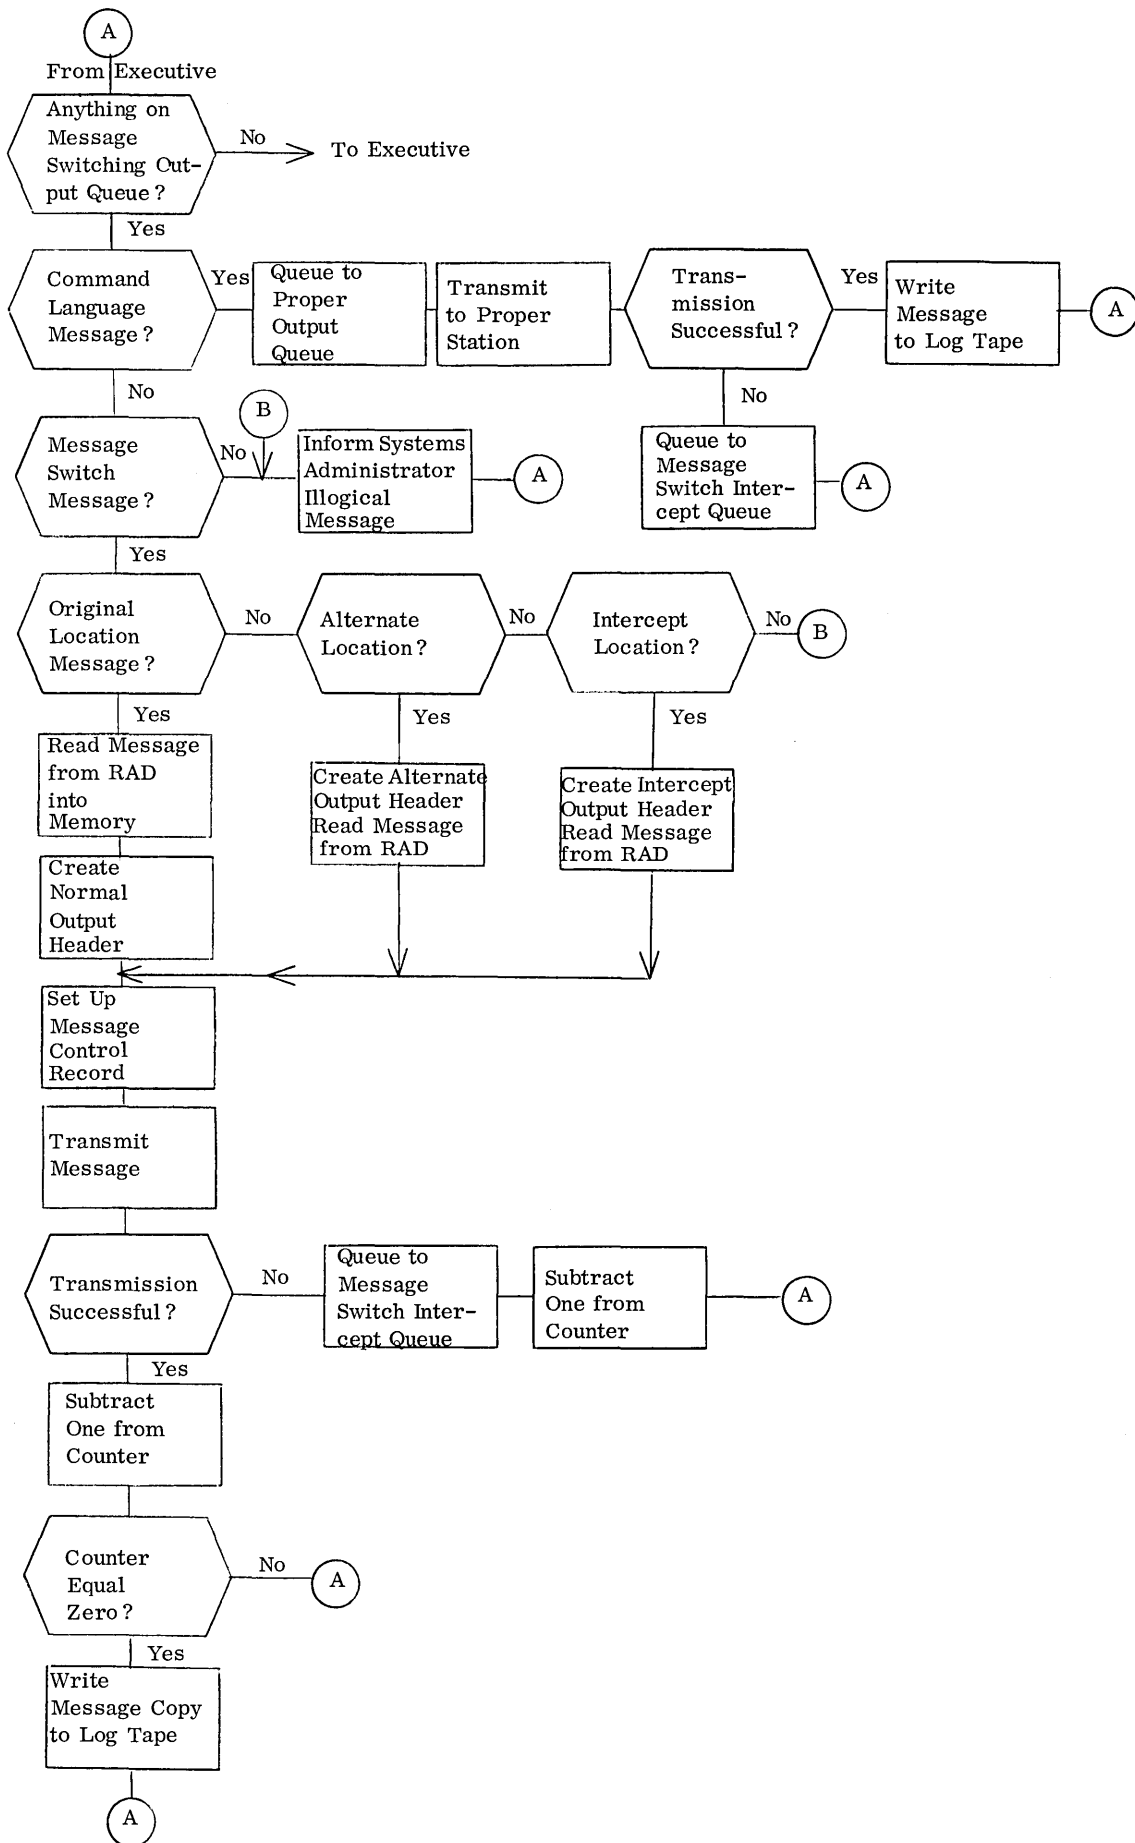 A
From Executive
Anything on
Message
Switching Out-
put Queue?
No
To Executive
Yes
Command
Language
Message?
Yes
Queue to
Proper
Output
Queue
Transmit
to Proper
Station
Trans-
mission
Successful?
Yes
Write
Message
to Log Tape
A
No
No
Queue to
Message
Switch Inter-
cept Queue
A
Message
Switch
Message?
No
B
Inform Systems
Administrator
Illogical
Message
A
Yes
Original
Location
Message?
No
Alternate
Location?
No
Intercept
Location?
No
B
Yes
Yes
Yes
Read Message
from RAD
into
Memory
Create Alternate
Output Header
Read Message
from RAD
Create Intercept
Output Header
Read Message
from RAD
Create
Normal
Output
Header
Set Up
Message
Control
Record
Transmit
Message
Transmission
Successful?
No
Queue to
Message
Switch Inter-
cept Queue
Subtract
One from
Counter
A
Yes
Subtract
One from
Counter
Counter
Equal
Zero?
No
A
Yes
Write
Message Copy
to Log Tape
A